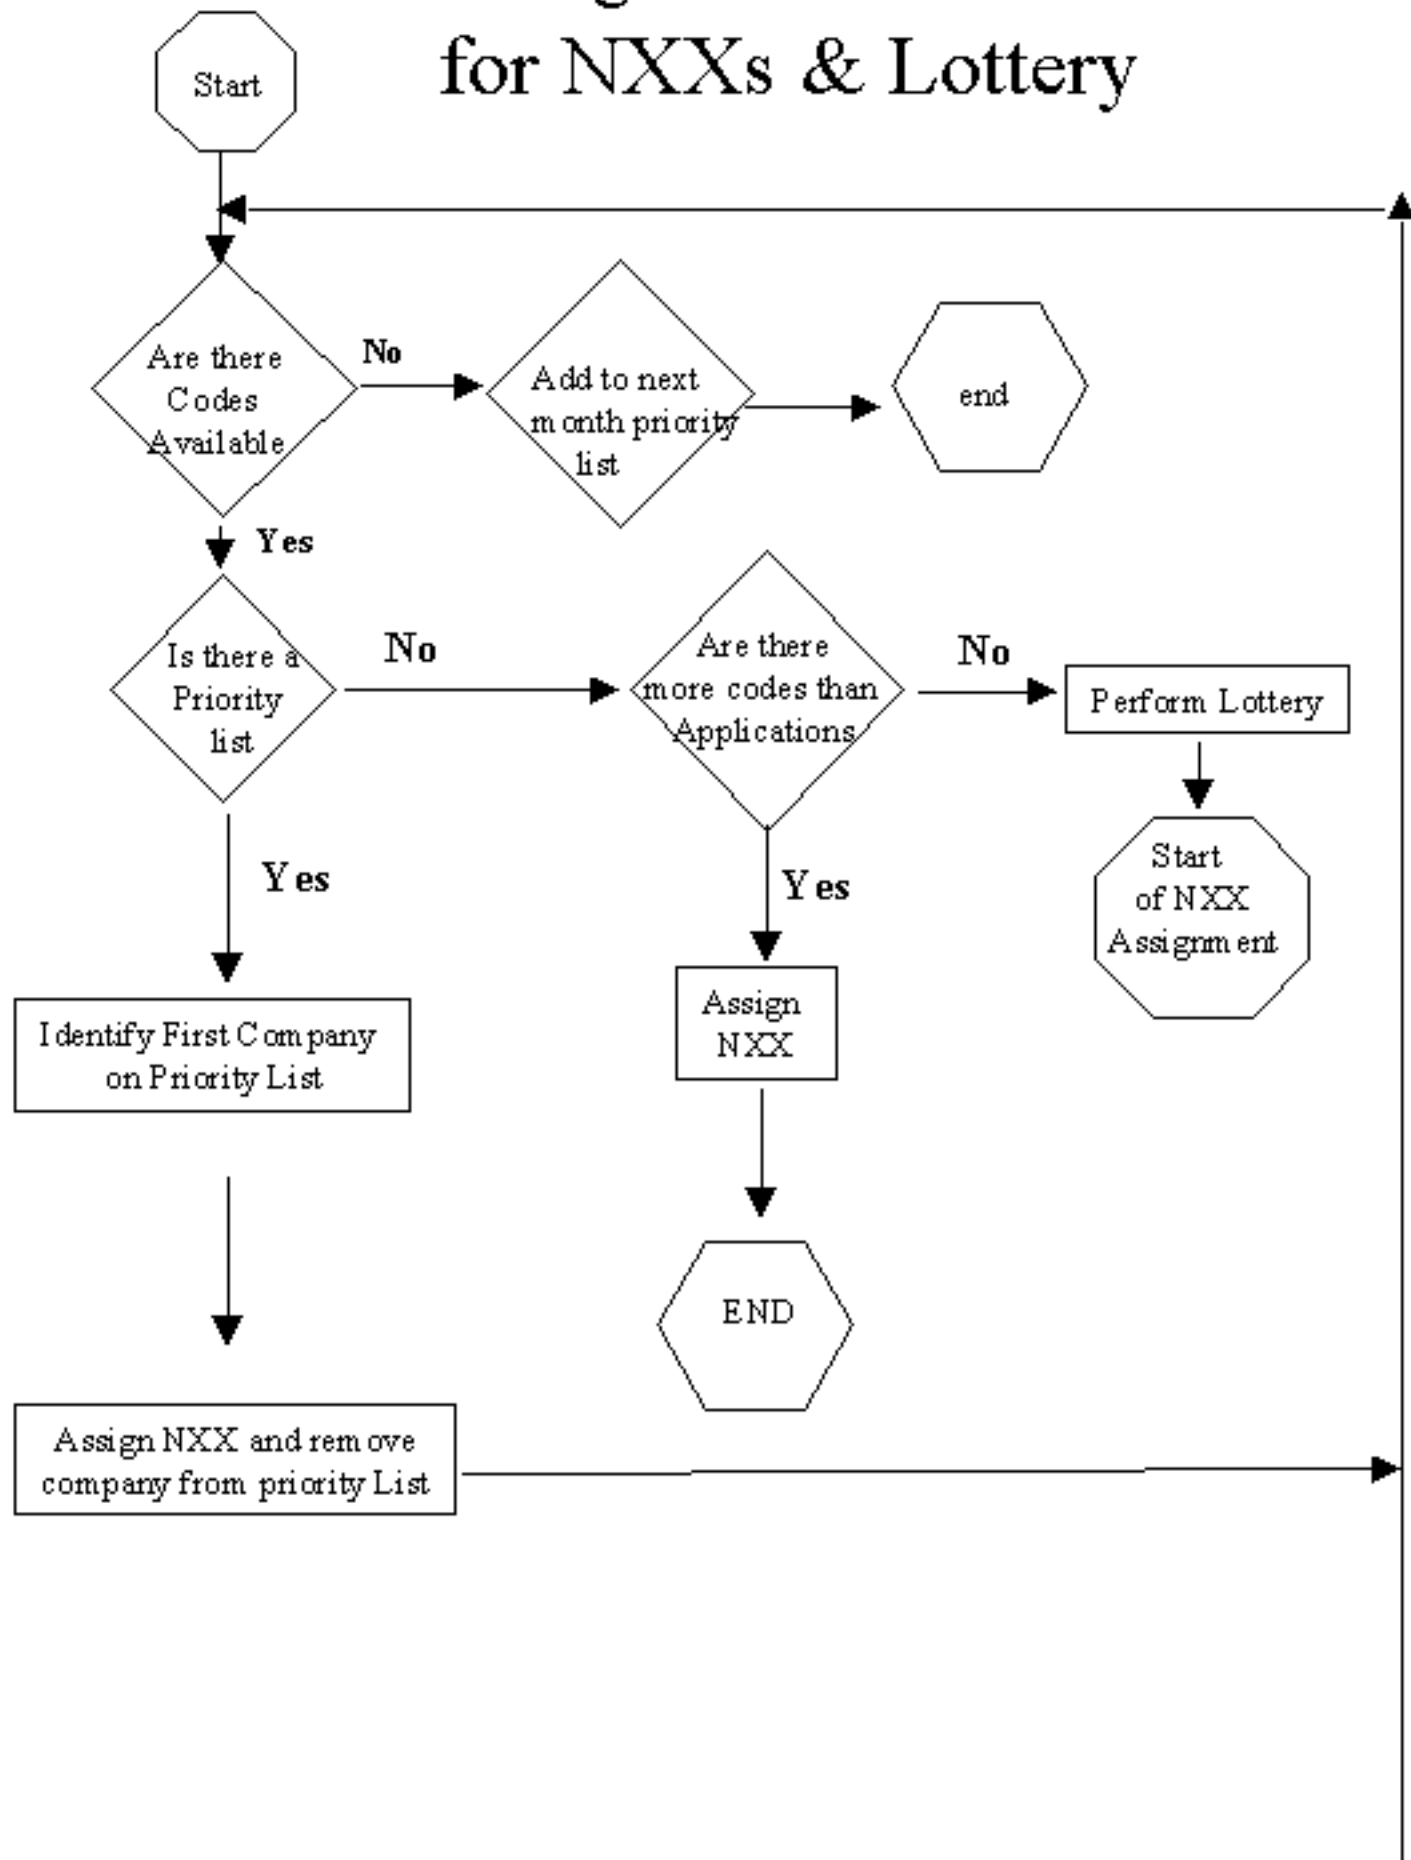 for NXXs & Lottery
Start
Are there
Codes
Available
No
Add to next
month priority
list
end
Yes
Is there a
Priority
list
No
Are there
more codes than
Applications
No
Perform Lottery
Start
of NXX
Assignment
Yes
Yes
Identify First Company
on Priority List
Assign
NXX
END
Assign NXX and remove
company from priority List